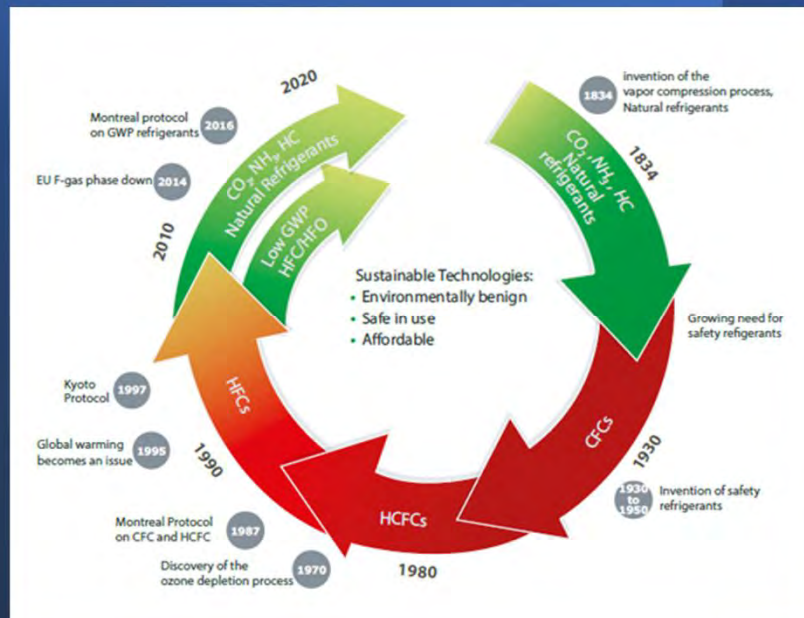 invention of the
vapor compression process,
Natural refrigerants
1834
1834
CO₂, NH₃, HC
Natural
refrigerants
Growing need for
safety refigerants
CFCs
1930
1930
to
1950
Invention of safety
refrigerants
HCFCs
1980
Discovery of the
ozone depletion process
1970
Montreal Protocol
on CFC and HCFC
1987
1990
HFCs
Global warming
becomes an issue
1995
Kyoto
Protocol
1997
2010
EU F-gas phase down
2014
Montreal protocol
on GWP refrigerants
2016
2020
CO₂, NH₃, HC
Natural Refrigerants
Low GWP
HFC/HFO
Sustainable Technologies:
• Environmentally benign
• Safe in use
• Affordable